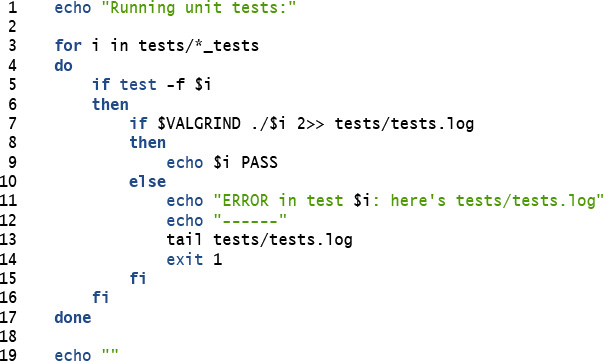 1 echo "Running unit tests:"
2
3 for i in tests/*_tests
4 do
5     if test -f $i
6     then
7         if $VALGRIND ./$i 2>> tests/tests.log
8         then
9             echo $i PASS
10         else
11             echo "ERROR in test $i: here's tests/tests.log"
12             echo "------"
13             tail tests/tests.log
14             exit 1
15         fi
16     fi
17 done
18
19 echo ""